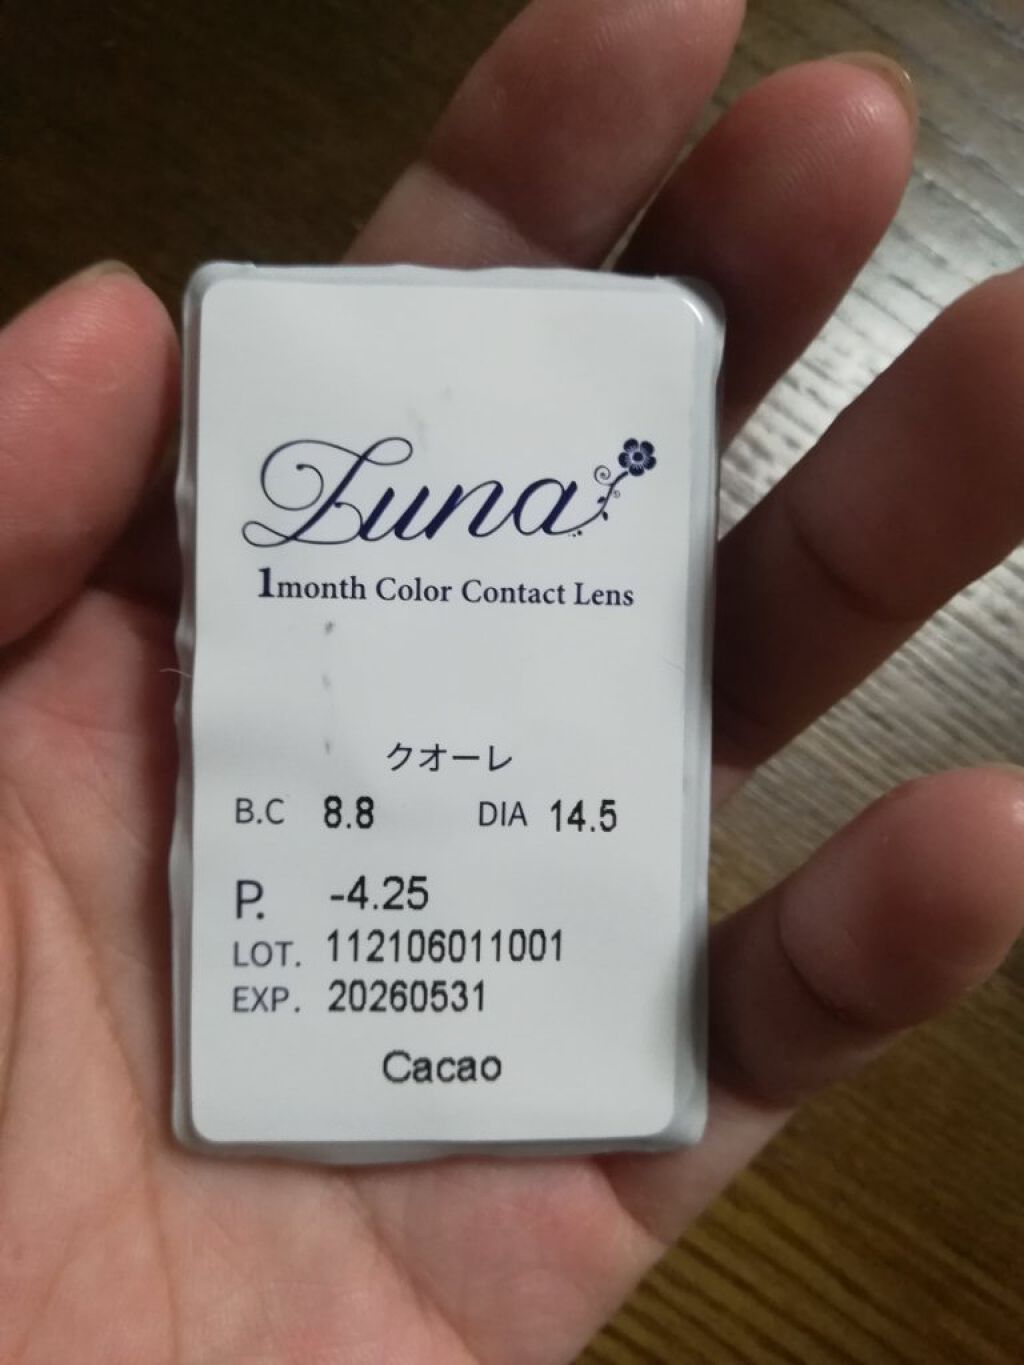 Luna
1month Color Contact Lens
クオーレ
B.C 8.8 DIA 14.5
P. -4.25
LOT. 112106011001
EXP. 20260531
Cacao